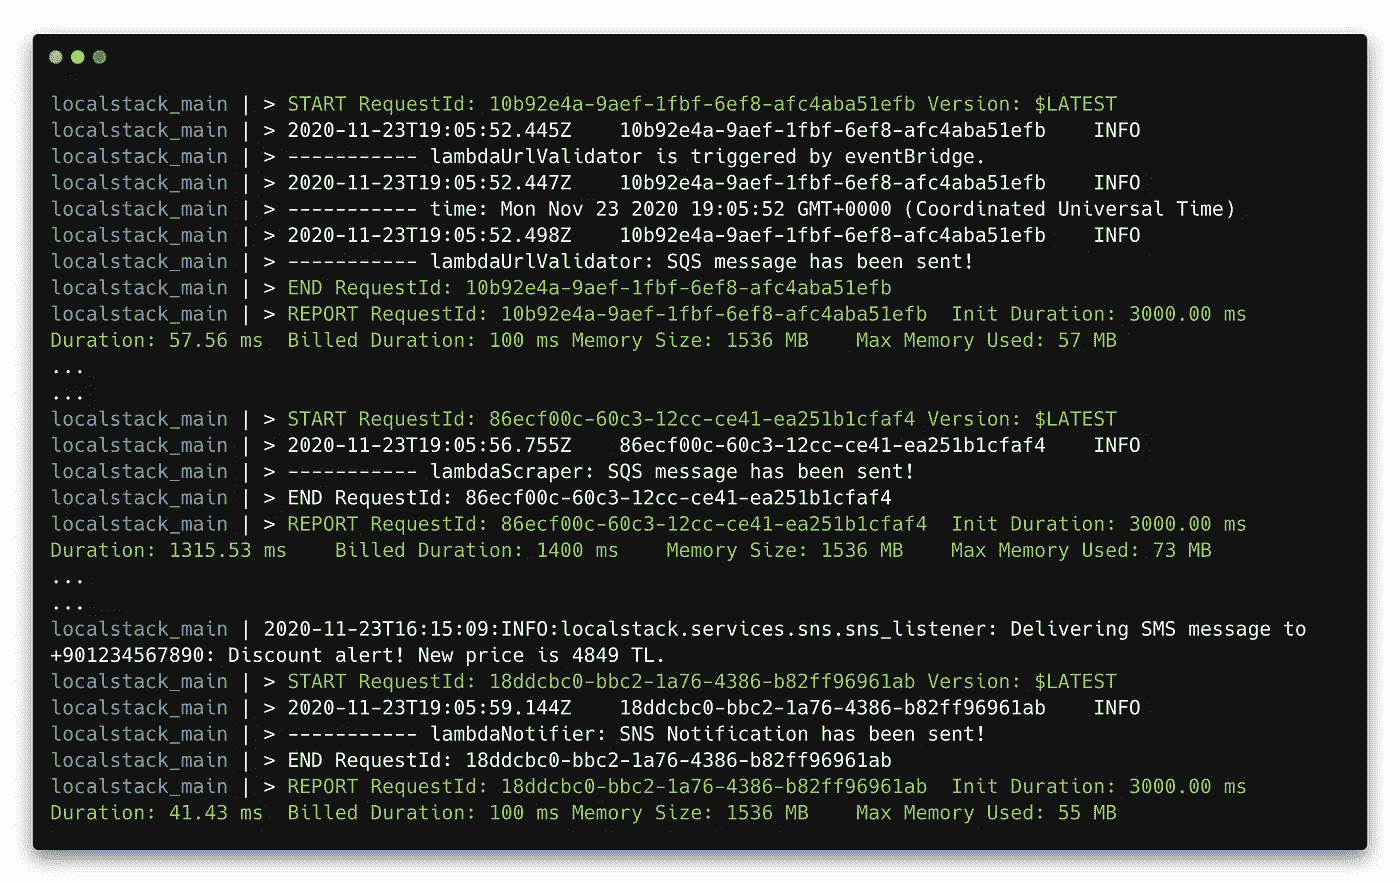 localstack_main | > START RequestId: 10b92e4a-9aef-1fbf-6ef8-afc4aba51efb Version: $LATEST
localstack_main | > 2020-11-23T19:05:52.445Z    10b92e4a-9aef-1fbf-6ef8-afc4aba51efb    INFO
localstack_main | > ----------- lambdaUrlValidator is triggered by eventBridge.
localstack_main | > 2020-11-23T19:05:52.447Z    10b92e4a-9aef-1fbf-6ef8-afc4aba51efb    INFO
localstack_main | > ----------- time: Mon Nov 23 2020 19:05:52 GMT+0000 (Coordinated Universal Time)
localstack_main | > 2020-11-23T19:05:52.498Z    10b92e4a-9aef-1fbf-6ef8-afc4aba51efb    INFO
localstack_main | > ----------- lambdaUrlValidator: SQS message has been sent!
localstack_main | > END RequestId: 10b92e4a-9aef-1fbf-6ef8-afc4aba51efb
localstack_main | > REPORT RequestId: 10b92e4a-9aef-1fbf-6ef8-afc4aba51efb  Init Duration: 3000.00 ms
Duration: 57.56 ms  Billed Duration: 100 ms Memory Size: 1536 MB    Max Memory Used: 57 MB
...
...
localstack_main | > START RequestId: 86ecf00c-60c3-12cc-ce41-ea251b1cfaf4 Version: $LATEST
localstack_main | > 2020-11-23T19:05:56.755Z    86ecf00c-60c3-12cc-ce41-ea251b1cfaf4    INFO
localstack_main | > ----------- lambdaScraper: SQS message has been sent!
localstack_main | > END RequestId: 86ecf00c-60c3-12cc-ce41-ea251b1cfaf4
localstack_main | > REPORT RequestId: 86ecf00c-60c3-12cc-ce41-ea251b1cfaf4  Init Duration: 3000.00 ms
Duration: 1315.53 ms    Billed Duration: 1400 ms    Memory Size: 1536 MB    Max Memory Used: 73 MB
...
...
localstack_main | 2020-11-23T16:15:09:INFO:localstack.services.sns.sns_listener: Delivering SMS message to
+901234567890: Discount alert! New price is 4849 TL.
localstack_main | > START RequestId: 18ddcbc0-bbc2-1a76-4386-b82ff96961ab Version: $LATEST
localstack_main | > 2020-11-23T19:05:59.144Z    18ddcbc0-bbc2-1a76-4386-b82ff96961ab    INFO
localstack_main | > ----------- lambdaNotifier: SNS Notification has been sent!
localstack_main | > END RequestId: 18ddcbc0-bbc2-1a76-4386-b82ff96961ab
localstack_main | > REPORT RequestId: 18ddcbc0-bbc2-1a76-4386-b82ff96961ab  Init Duration: 3000.00 ms
Duration: 41.43 ms  Billed Duration: 100 ms Memory Size: 1536 MB    Max Memory Used: 55 MB